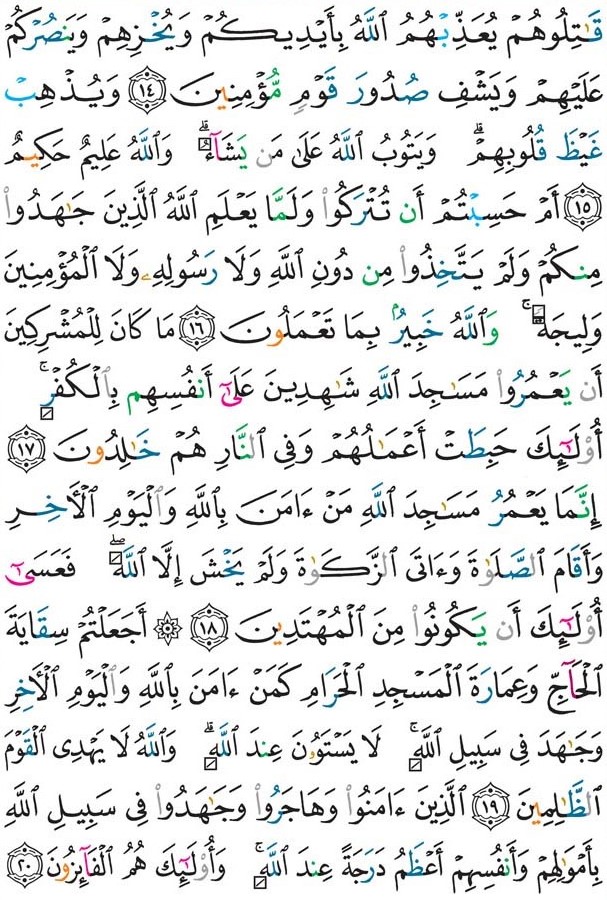 قَـٰتِلُوهُمْ يُعَذِّبْهُمُ ٱللَّهُ بِأَيْدِيكُمْ وَيُخْزِهِمْ وَيَنصُرْكُمْ
عَلَيْهِمْ وَيَشْفِ صُدُورَ قَوْمٍ مُّؤْمِنِينَ ١٤ وَيُذْهِبْ
غَيْظَ قُلُوبِهِمْ ۗ وَيَتُوبُ ٱللَّهُ عَلَىٰ مَن يَشَآءُ ۗ وَٱللَّهُ عَلِيمٌ حَكِيمٌ
١٥ أَمْ حَسِبْتُمْ أَن تُتْرَكُوا۟ وَلَمَّا يَعْلَمِ ٱللَّهُ ٱلَّذِينَ جَـٰهَدُوا۟
مِنكُمْ وَلَمْ يَتَّخِذُوا۟ مِن دُونِ ٱللَّهِ وَلَا رَسُولِهِۦ وَلَا ٱلْمُؤْمِنِينَ
وَلِيجَةً ۚ وَٱللَّهُ خَبِيرٌۢ بِمَا تَعْمَلُونَ ١٦ مَا كَانَ لِلْمُشْرِكِينَ
أَن يَعْمُرُوا۟ مَسَـٰجِدَ ٱللَّهِ شَـٰهِدِينَ عَلَىٰٓ أَنفُسِهِم بِٱلْكُفْرِ ۚ
أُو۟لَـٰٓئِكَ حَبِطَتْ أَعْمَـٰلُهُمْ وَفِى ٱلنَّارِ هُمْ خَـٰلِدُونَ ١٧
إِنَّمَا يَعْمُرُ مَسَـٰجِدَ ٱللَّهِ مَنْ ءَامَنَ بِٱللَّهِ وَٱلْيَوْمِ ٱلْـَٔاخِرِ
وَأَقَامَ ٱلصَّلَوٰةَ وَءَاتَى ٱلزَّكَوٰةَ وَلَمْ يَخْشَ إِلَّا ٱللَّهَ ۖ فَعَسَىٰٓ
أُو۟لَـٰٓئِكَ أَن يَكُونُوا۟ مِنَ ٱلْمُهْتَدِينَ ١٨ ۞ أَجَعَلْتُمْ سِقَايَةَ
ٱلْحَآجِّ وَعِمَارَةَ ٱلْمَسْجِدِ ٱلْحَرَامِ كَمَنْ ءَامَنَ بِٱللَّهِ وَٱلْيَوْمِ ٱلْـَٔاخِرِ
وَجَـٰهَدَ فِى سَبِيلِ ٱللَّهِ ۚ لَا يَسْتَوُۥنَ عِندَ ٱللَّهِ ۗ وَٱللَّهُ لَا يَهْدِى ٱلْقَوْمَ
ٱلظَّـٰلِمِينَ ١٩ ٱلَّذِينَ ءَامَنُوا۟ وَهَاجَرُوا۟ وَجَـٰهَدُوا۟ فِى سَبِيلِ ٱللَّهِ
بِأَمْوَٰلِهِمْ وَأَنفُسِهِمْ أَعْظَمُ دَرَجَةً عِندَ ٱللَّهِ ۚ وَأُو۟لَـٰٓئِكَ هُمُ ٱلْفَآئِزُونَ ٢٠